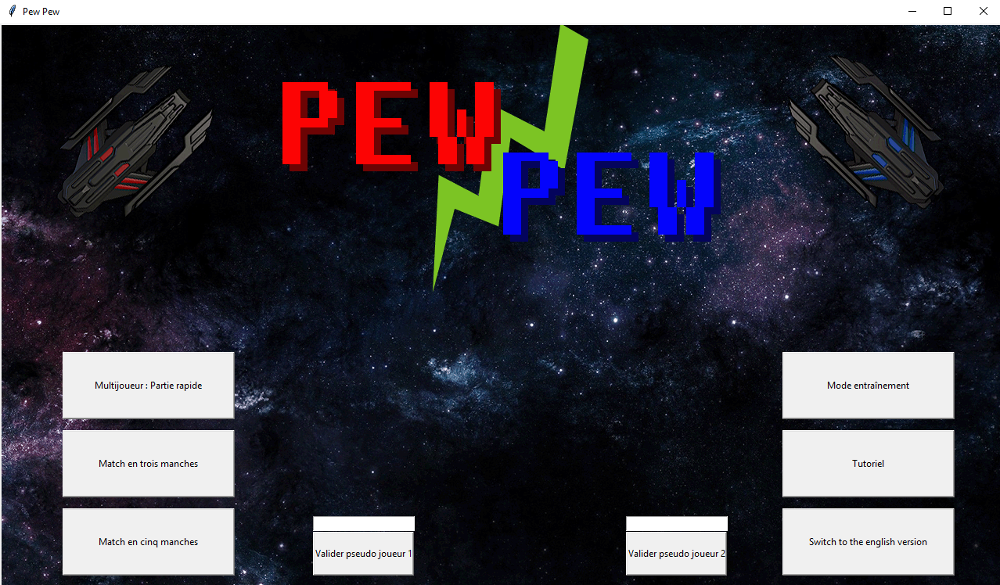 Pew Pew
PEW
PEW
Multijoueur : Partie rapide
Mode entraînement
Match en trois manches
Tutoriel
Match en cinq manches
Valider pseudo joueur 1
Valider pseudo joueur 2
Switch to the english version